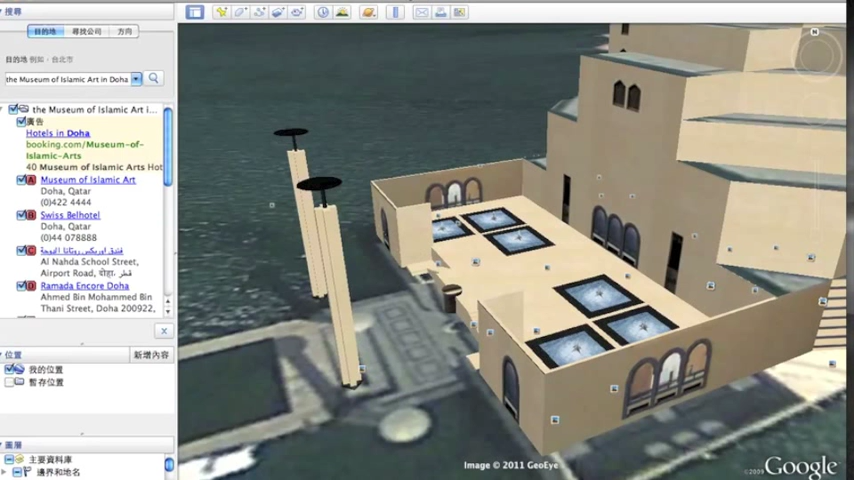 搜尋
目的地
尋找公司
方向
目的地 例如，台北市
the Museum of Islamic Art in Doha
the Museum of Islamic Art i...
廣告
Hotels in Doha
booking.com/Museum-of-
Islamic-Arts
40 Museum of Islamic Arts Hot
A Museum of Islamic Art
Doha, Qatar
(0)422 4444
Swiss Belhotel
Doha, Qatar
(0)44 078888
C
Al Nahda School Street,
Airport Road, दोहा, قطر
Ramada Encore Doha
Ahmed Bin Mohammed Bin
Thani Street, Doha 200922,
位置
新增內容
我的位置
暫存位置
圖層
主要資料庫
邊界和地名
N
Image © 2011 GeoEye
©2009 Google